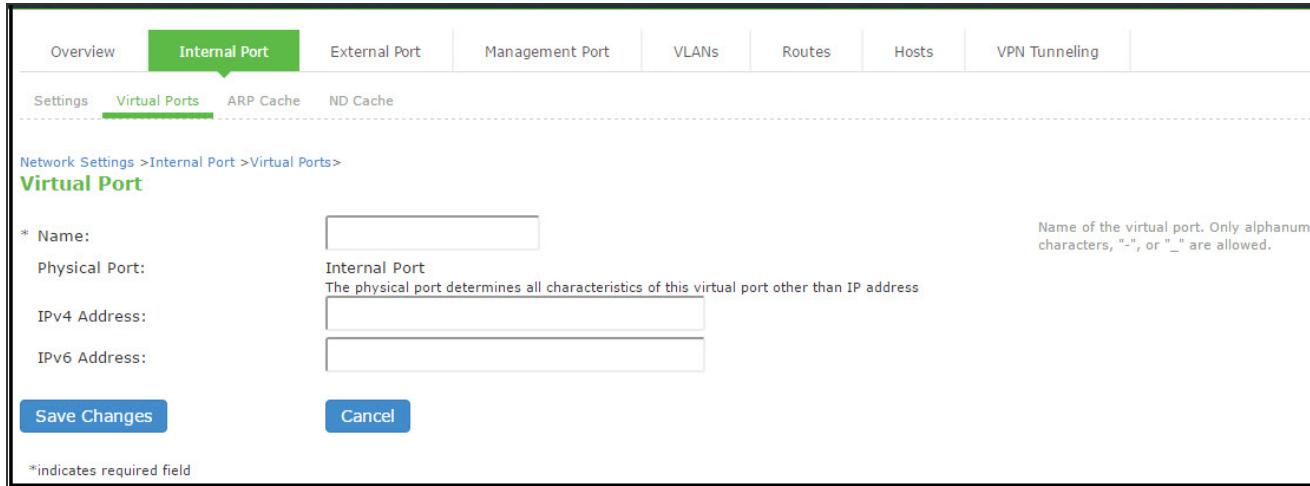 Overview Internal Port External Port Management Port VLANs Routes Hosts VPN Tunneling
Settings Virtual Ports ARP Cache ND Cache
Network Settings >Internal Port >Virtual Ports>
Virtual Port
* Name:
Name of the virtual port. Only alphanum
characters, "-", or "_" are allowed.
Physical Port: Internal Port
The physical port determines all characteristics of this virtual port other than IP address
IPv4 Address:
IPv6 Address:
Save Changes Cancel
*indicates required field